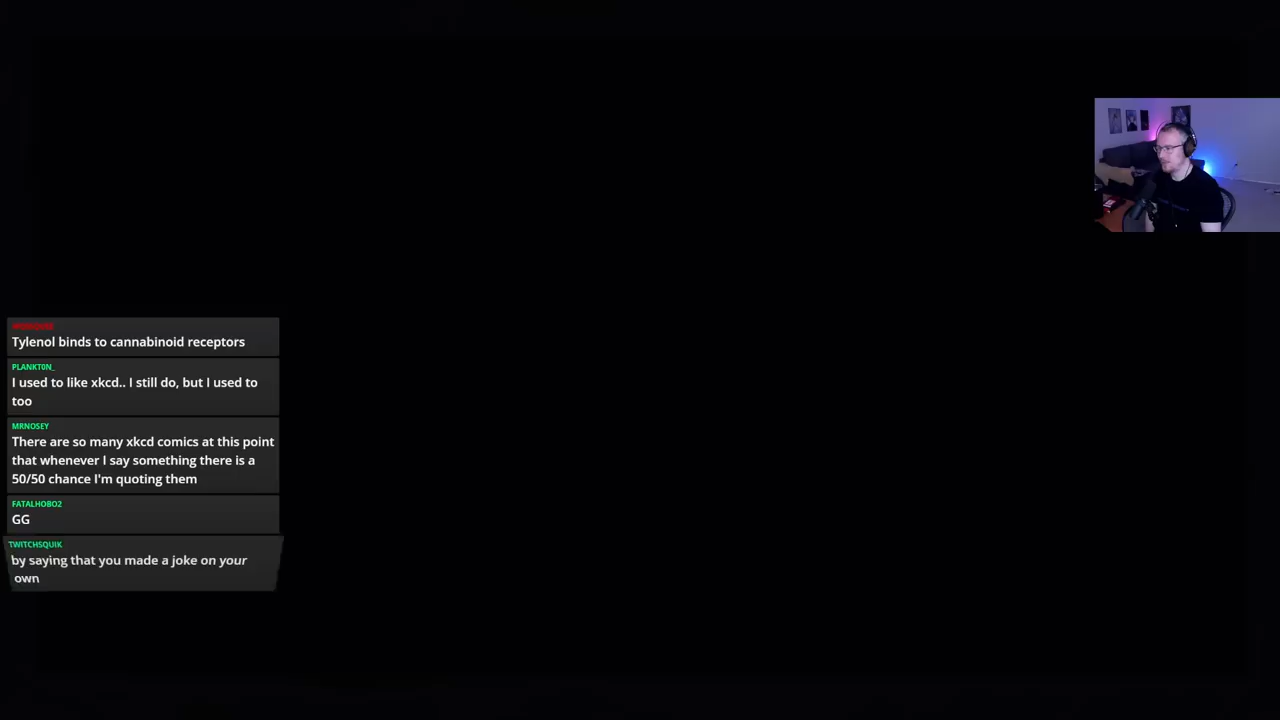 Tylenol binds to cannabinoid receptors
PLANKT0N_
I used to like xkcd.. I still do, but I used to
too
MRNOSEY
There are so many xkcd comics at this point
that whenever I say something there is a
50/50 chance I'm quoting them
FATALHOBO2
GG
TWITCHSQUIK
by saying that you made a joke on your
own